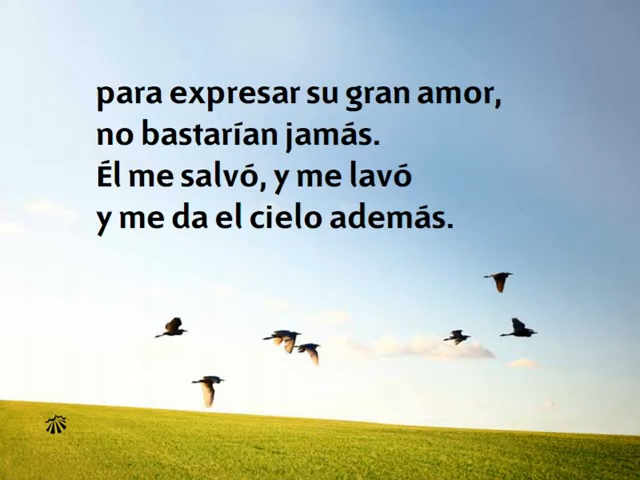 para expresar su gran amor,
no bastarían jamás.
Él me salvó, y me lavó
y me da el cielo además.